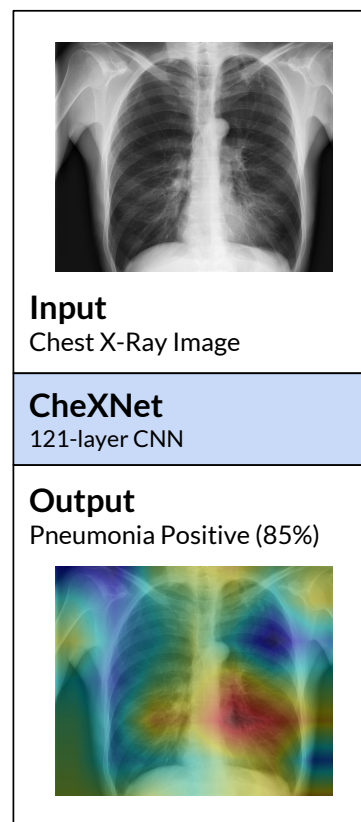 Input
Chest X-Ray Image
CheXNet
121-layer CNN
Output
Pneumonia Positive (85%)